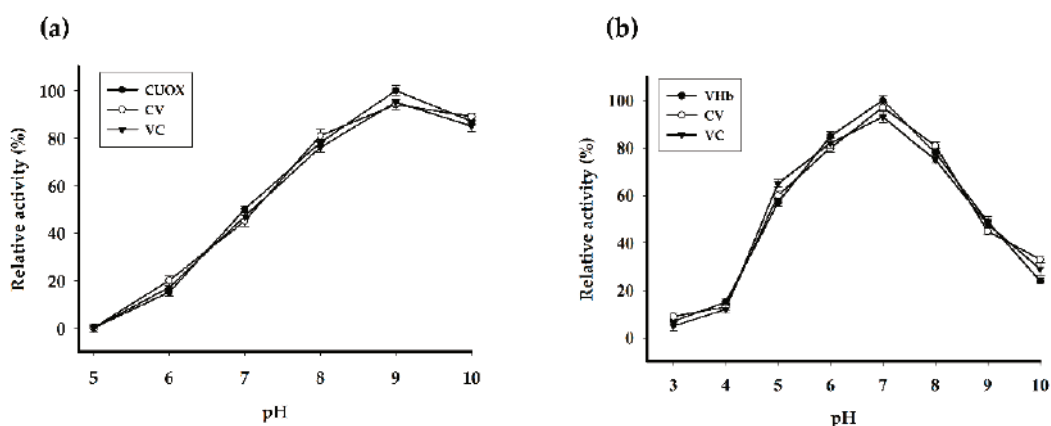 (a)
CUOX
CV
VC
Relative activity (%)
100
80
60
40
20
0
5 6 7 8 9 10
pH
(b)
VHb
CV
VC
Relative activity (%)
100
80
60
40
20
0
3 4 5 6 7 8 9 10
pH